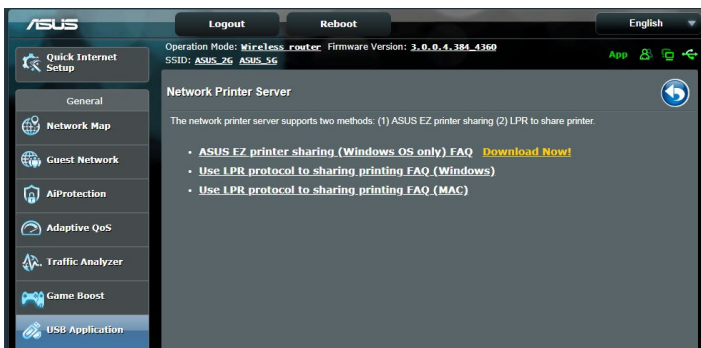 ASUS
Logout
Reboot
English
Quick Internet Setup
Operation Mode: Wireless router Firmware Version: 3.0.0.4.384_4360
SSID: ASUS_2G ASUS_5G
App
General
Network Map
Guest Network
AiProtection
Adaptive QoS
Traffic Analyzer
Game Boost
USB Application
Network Printer Server
The network printer server supports two methods: (1) ASUS EZ printer sharing (2) LPR to share printer.
ASUS EZ printer sharing (Windows OS only) FAQ Download Now!
Use LPR protocol to sharing printing FAQ (Windows)
Use LPR protocol to sharing printing FAQ (MAC)